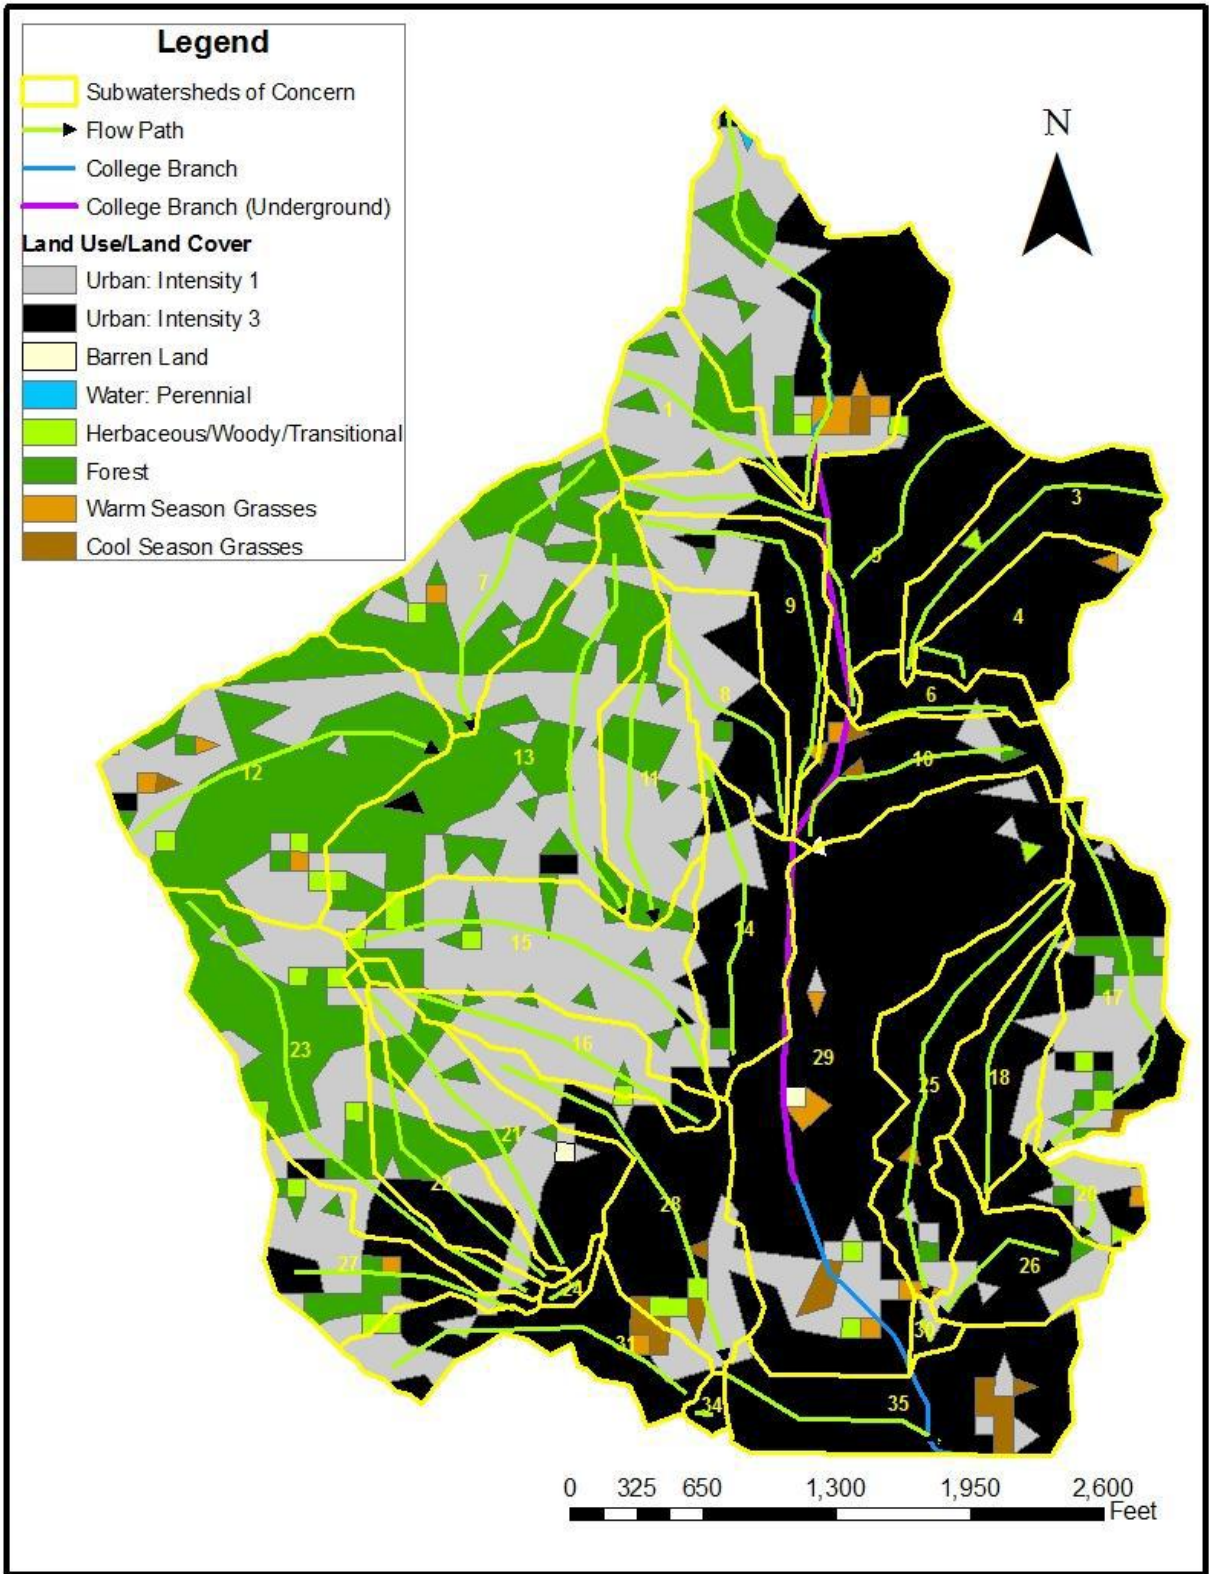 Legend
Subwatersheds of Concern
Flow Path
College Branch
College Branch (Underground)
Land Use/Land Cover
Urban: Intensity 1
Urban: Intensity 3
Barren Land
Water: Perennial
Herbaceous/Woody/Transitional
Forest
Warm Season Grasses
Cool Season Grasses
N
1
3
5
7
9
4
8
6
13
10
12
11
14
15
17
16
23
29
25
18
21
22
28
20
27
26
24
30
31
34
35
0 325 650 1,300 1,950 2,600
Feet